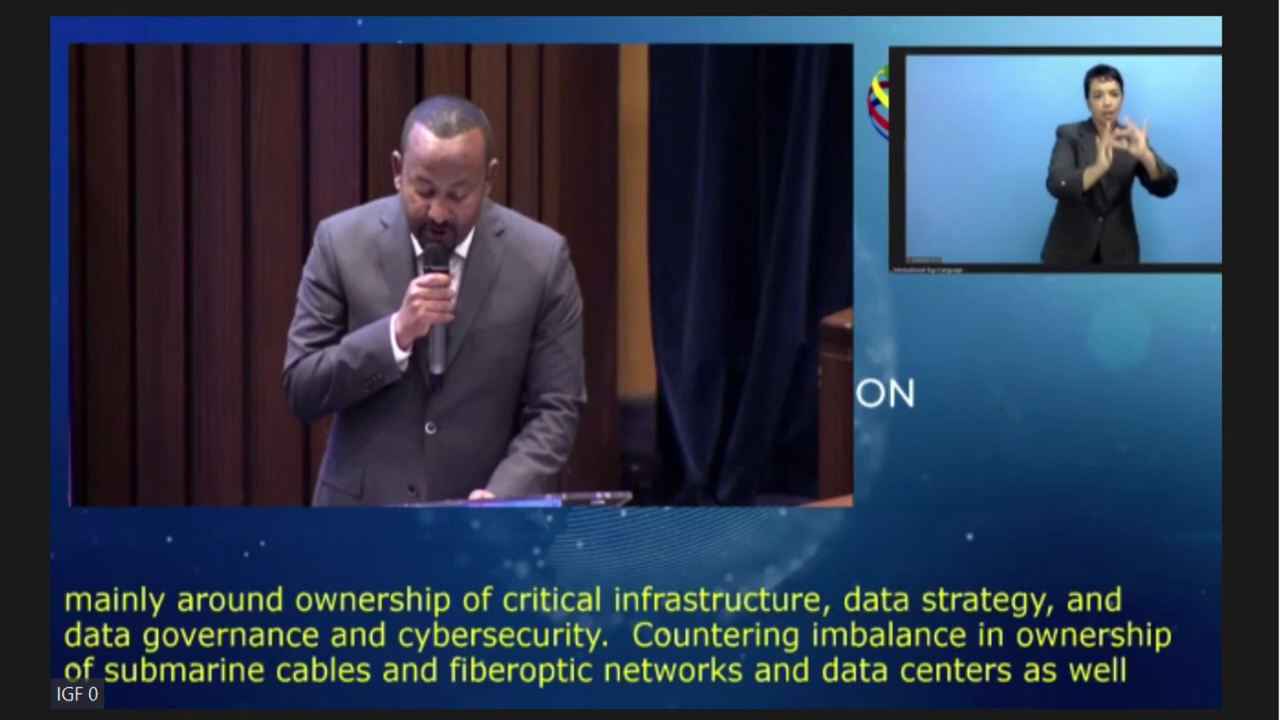 ON
mainly around ownership of critical infrastructure, data strategy, and
data governance and cybersecurity.  Countering imbalance in ownership
of submarine cables and fiberoptic networks and data centers as well
IGF 0